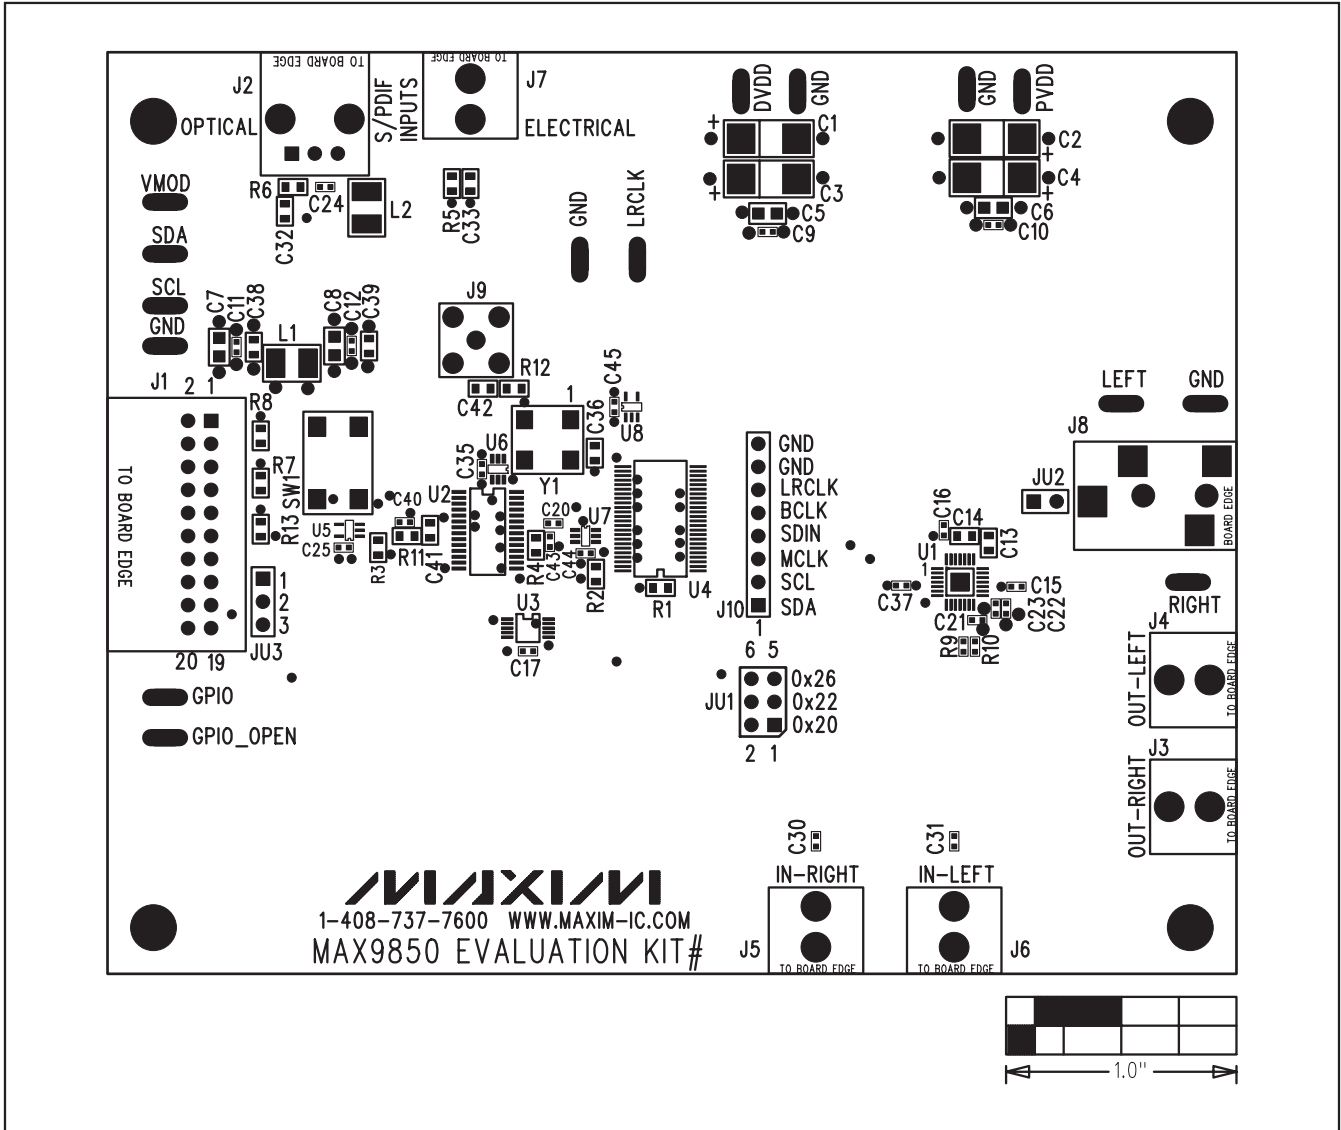 TO BOARD EDGE
J2
OPTICAL
S/PDIF
INPUTS
TO BOARD EDGE
J7
ELECTRICAL
DVDD
GND
+
C1
+
C3
C5
C9
GND
PVDD
C2
+
C4
+
C6
C10
VMOD
SDA
SCL
GND
R6
C24
C32
L2
R5
C33
GND
LRCLK
C7
C11
C38
L1
C8
C12
C39
J9
R12
C42
C45
U8
1
Y1
C36
J1
2 1
TO BOARD EDGE
20 19
R8
R7
R13
SW1
U5
C25
C40
R3
R11
C41
U2
C35
U6
C20
U7
R4
C43
C44
R2
U4
R1
U3
C17
1
2
3
JU3
GPIO
GPIO_OPEN
GND
GND
LRCLK
BCLK
SDIN
MCLK
SCL
SDA
J10
1
6 5
JU1
0x26
0x22
0x20
2 1
LEFT
GND
J8
JU2
BOARD EDGE
RIGHT
C16
C14
C13
U1
1
C37
C15
C21
C23
C22
R9
R10
J4
OUT-LEFT
TO BOARD EDGE
J3
OUT-RIGHT
TO BOARD EDGE
C30
IN-RIGHT
J5
TO BOARD EDGE
C31
IN-LEFT
J6
TO BOARD EDGE
MAXIM
1-408-737-7600 WWW.MAXIM-IC.COM
MAX9850 EVALUATION KIT#
1.0"